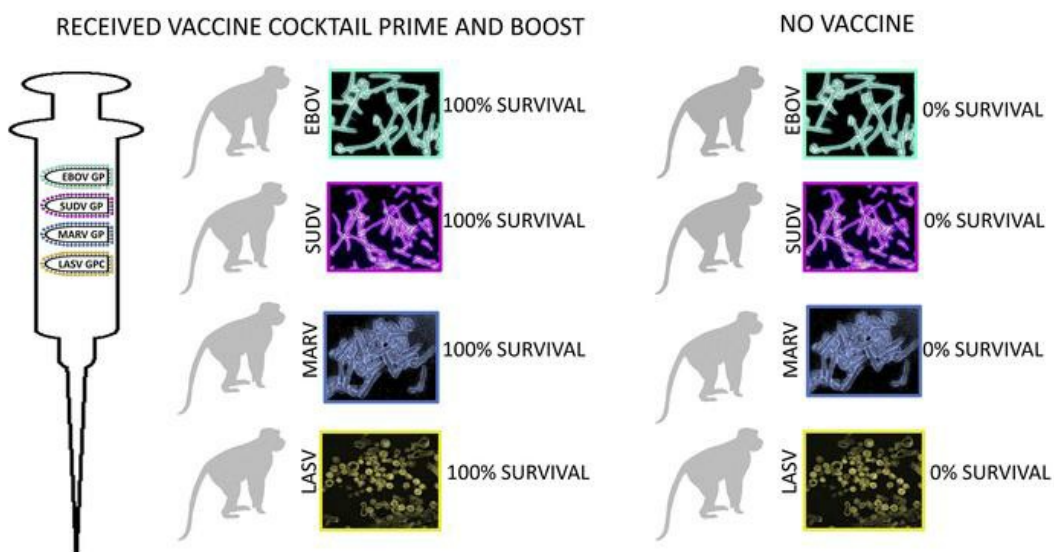 RECEIVED VACCINE COCKTAIL PRIME AND BOOST
NO VACCINE
EBOV GP
SUDV GP
MARV GP
LASV GPC
EBOV
100% SURVIVAL
EBOV
0% SURVIVAL
SUDV
100% SURVIVAL
SUDV
0% SURVIVAL
MARV
100% SURVIVAL
MARV
0% SURVIVAL
LASV
100% SURVIVAL
LASV
0% SURVIVAL